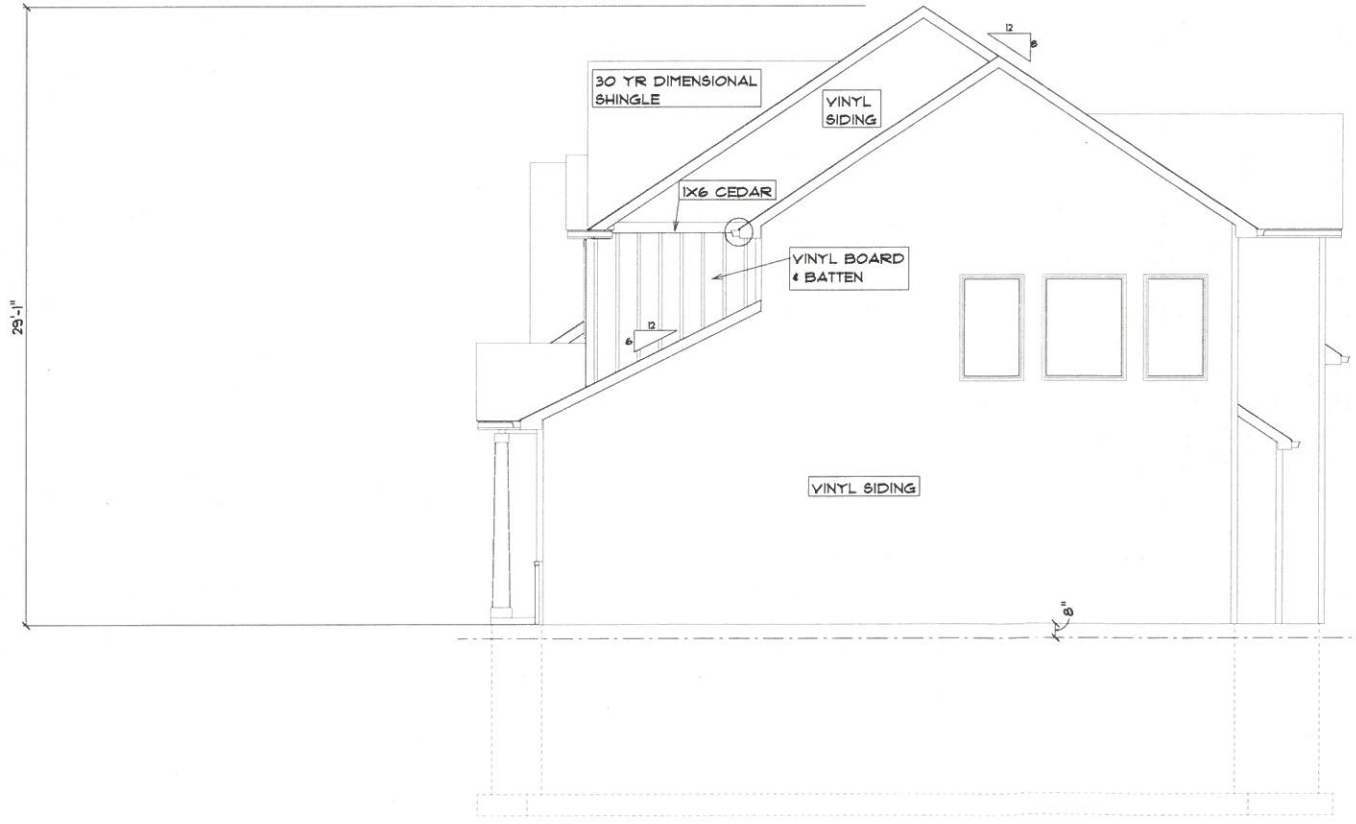 12
8
30 YR DIMENSIONAL
SHINGLE
VINYL
SIDING
1X6 CEDAR
VINYL BOARD
& BATTEN
29'-1"
12
6
VINYL SIDING
8"